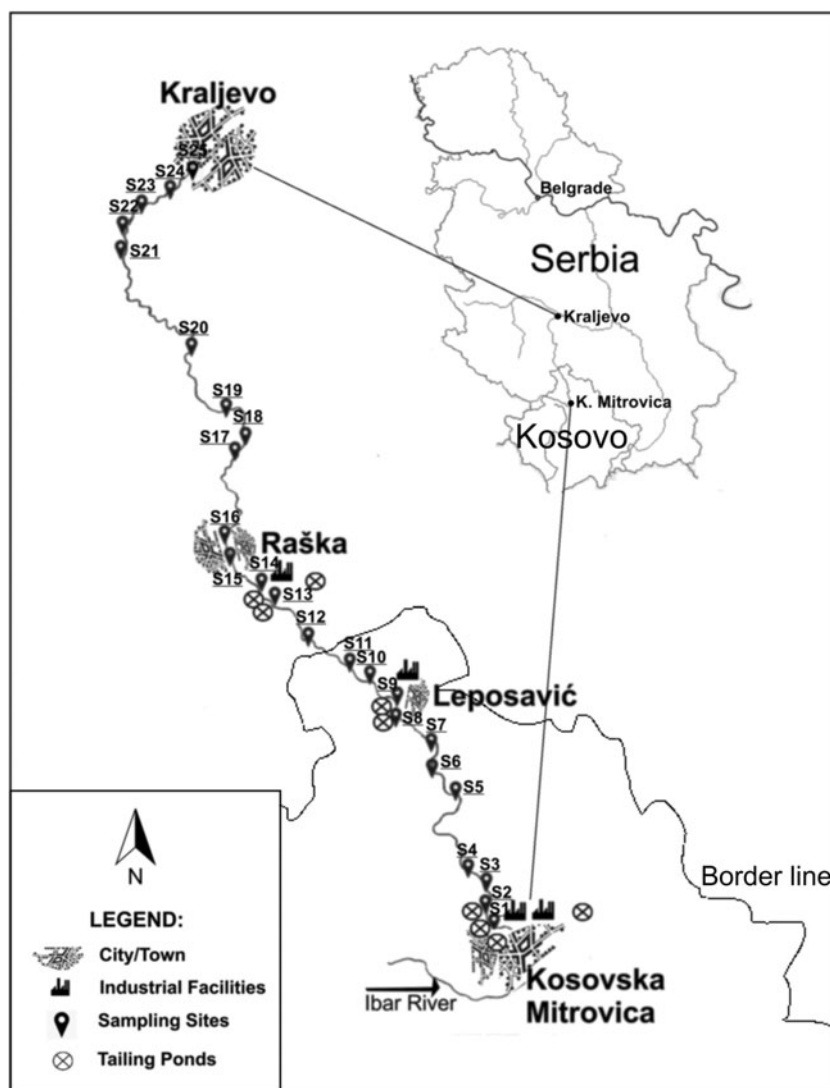 Kraljevo
S25
S24
S23
S22
S21
S20
S19
S18
S17
S16
Raška
S15
S14
S13
S12
S11
S10
S9
Leposavić
S8
S7
S6
S5
S4
S3
S2
S1
Kosovska
Mitrovica
Ibar River
Border line
Belgrade
Serbia
Kraljevo
K. Mitrovica
Kosovo
N
LEGEND:
City/Town
Industrial Facilities
Sampling Sites
Tailing Ponds